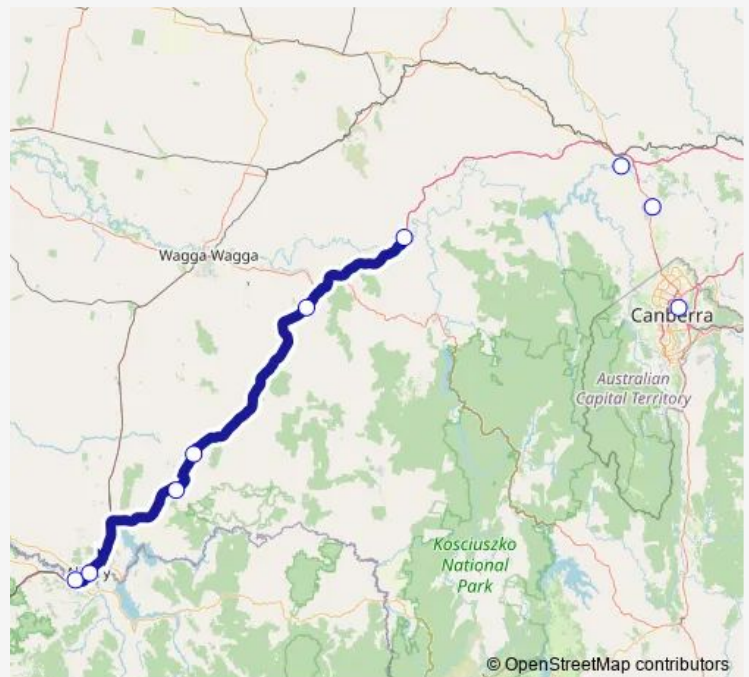 Wagga Wagga
Canberra
Australian
Capital Territory
Kosciuszko
National
Park
© OpenStreetMap contributors